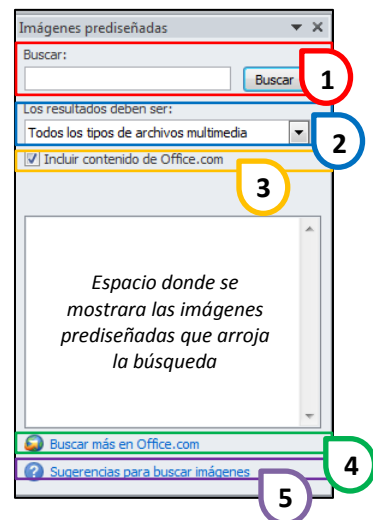 Imágenes prediseñadas
Buscar:
Buscar
1
Los resultados deben ser:
Todos los tipos de archivos multimedia
2
Incluir contenido de Office.com
3
Espacio donde se
mostrara las imágenes
prediseñadas que arroja
la búsqueda
Buscar más en Office.com
4
Sugerencias para buscar imágenes
5